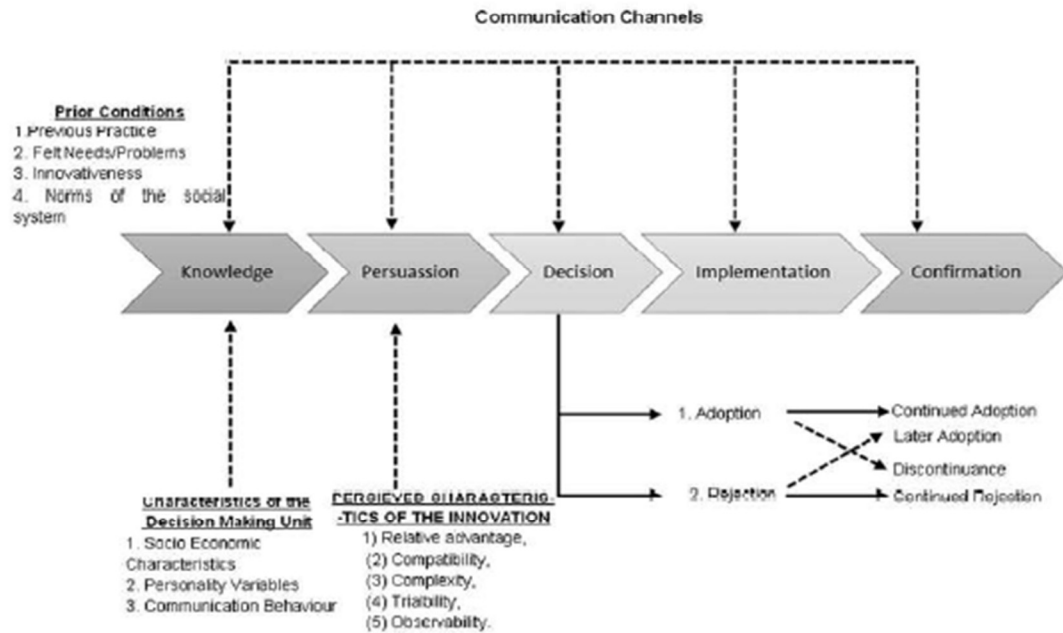 Communication Channels
Prior Conditions
1.Previous Practice
2. Felt Needs/Problems
3. Innovativeness
4. Norms of the social
system
Knowledge
Persuassion
Decision
Implementation
Confirmation
1. Adoption
Continued Adoption
Later Adoption
Discontinuance
2. Rejection
Continued Rejection
Characteristics of the
Decision Making Unit
1. Socio Economic
Characteristics
2. Personality Variables
3. Communication Behaviour
PERSIEVED CHARACTERIS-
-TICS OF THE INNOVATION
1) Relative advantage,
(2) Compatibility,
(3) Complexity,
(4) Trialbility,
(5) Observability.